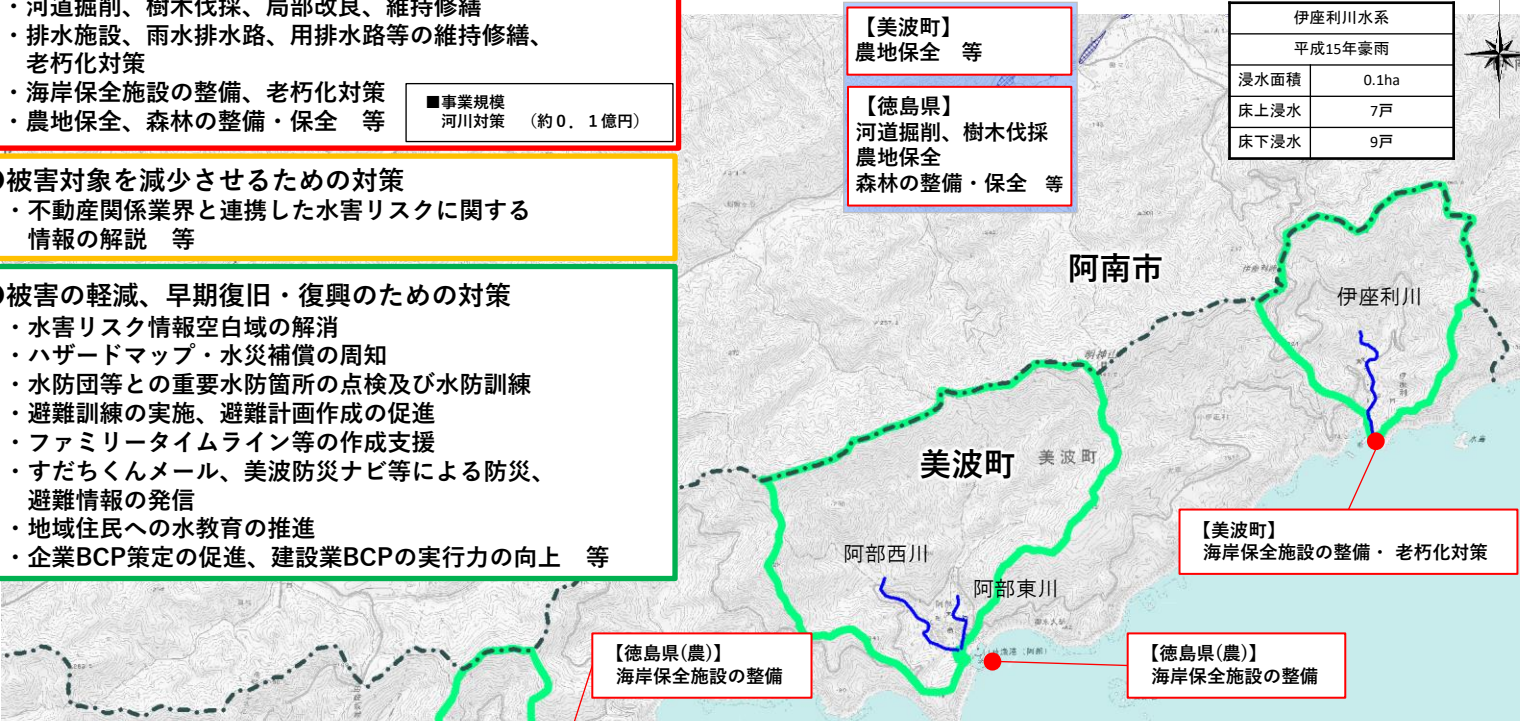 ・河道掘削、樹木伐採、局部改良、維持修繕
・排水施設、雨水排水路、用排水路等の維持修繕、
老朽化対策
・海岸保全施設の整備、老朽化対策
・農地保全、森林の整備・保全　等
■事業規模
河川対策　（約０．１億円）
被害対象を減少させるための対策
・不動産関係業界と連携した水害リスクに関する
情報の解説　等
被害の軽減、早期復旧・復興のための対策
・水害リスク情報空白域の解消
・ハザードマップ・水災補償の周知
・水防団等との重要水防箇所の点検及び水防訓練
・避難訓練の実施、避難計画作成の促進
・ファミリータイムライン等の作成支援
・すだちくんメール、美波防災ナビ等による防災、
避難情報の発信
・地域住民への水教育の推進
・企業BCP策定の促進、建設業BCPの実行力の向上　等
【美波町】
農地保全　等
【徳島県】
河道掘削、樹木伐採
農地保全
森林の整備・保全　等
伊座利川水系
平成15年豪雨
浸水面積 0.1ha
床上浸水 7戸
床下浸水 9戸
阿南市
伊座利川
美波町 美波町
阿部西川
阿部東川
【美波町】
海岸保全施設の整備・ 老朽化対策
【徳島県(農)】
海岸保全施設の整備
【徳島県(農)】
海岸保全施設の整備